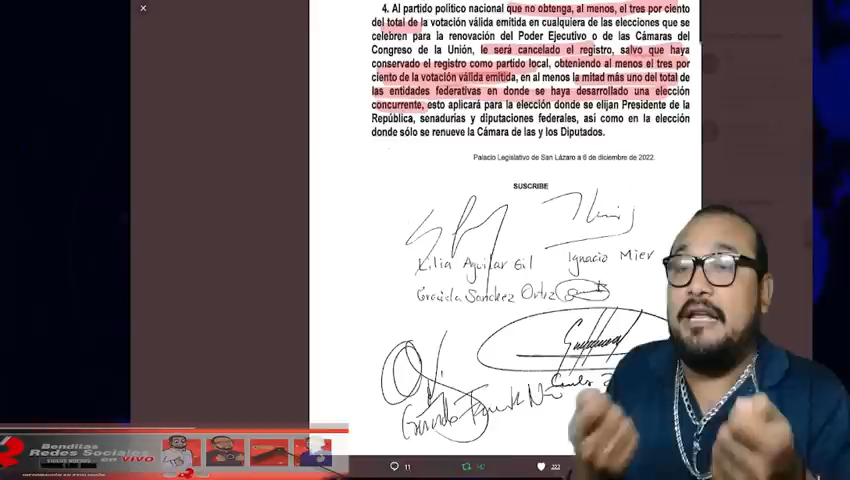 4. Al partido político nacional que no obtenga, al menos, el tres por ciento
del total de la votación válida emitida en cualquiera de las elecciones que se
celebren para la renovación del Poder Ejecutivo o de las Cámaras del
Congreso de la Unión, le será cancelado el registro, salvo que haya
conservado el registro como partido local, obteniendo al menos el tres por
ciento de la votación válida emitida, en al menos la mitad más uno del total de
las entidades federativas en donde se haya desarrollado una elección
concurrente, esto aplicará para la elección donde se elijan Presidente de la
República, senadurías y diputaciones federales, así como en la elección
donde sólo se renueve la Cámara de las y los Diputados.
Palacio Legislativo de San Lázaro a 6 de diciembre de 2022.
SUSCRIBE
Lilia Aguilar Gil
Ignacio Mier
Graciela Sanchez Ortiz
Benditas
Redes Sociales
en VIVO
11
222